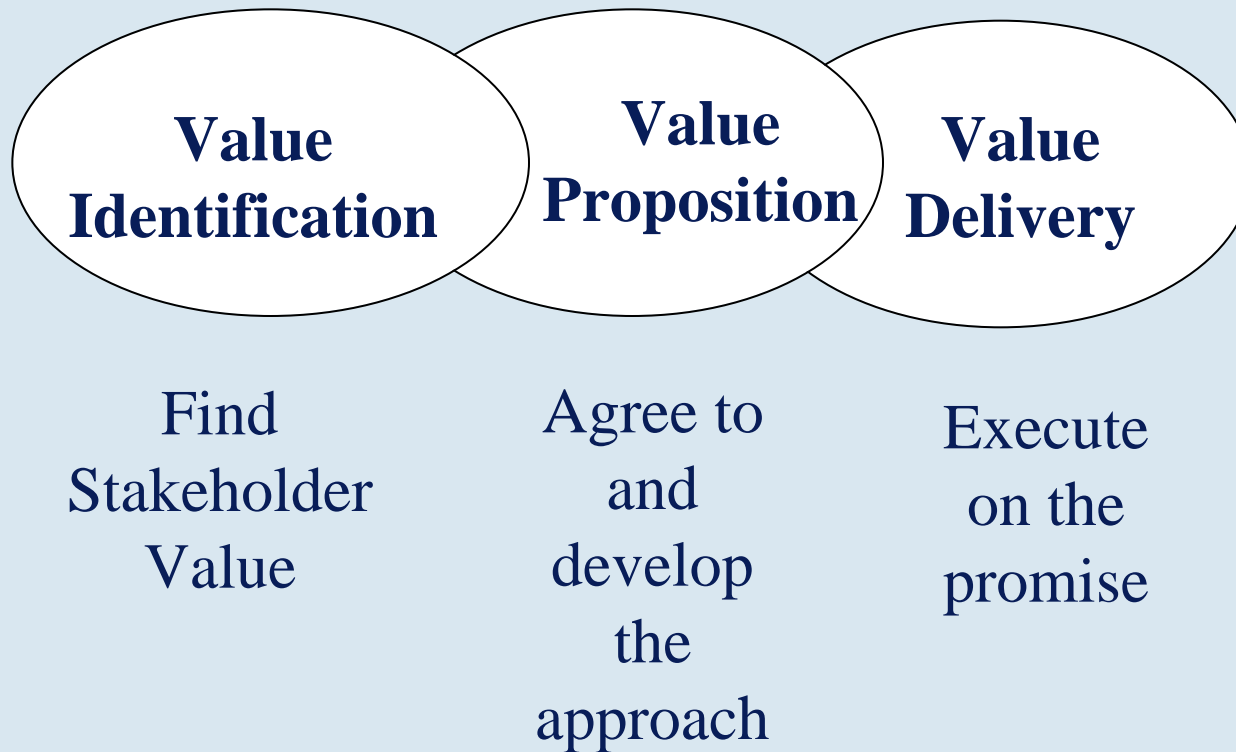 Value
Identification
Value
Proposition
Value
Delivery
Find
Stakeholder
Value
Agree to
and
develop
the
approach
Execute
on the
promise